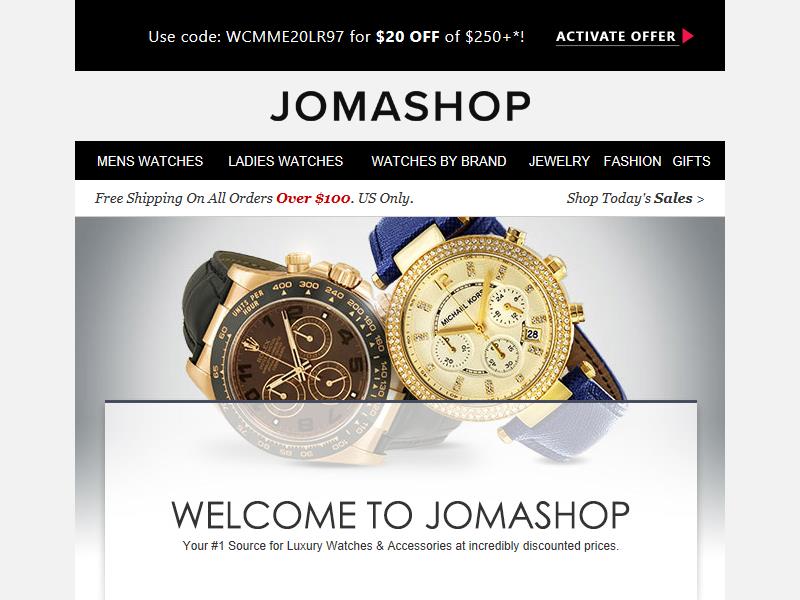 Use code: WCMME20LR97 for $20 OFF of $250+*! ACTIVATE OFFER
JOMASHOP
MENS WATCHES LADIES WATCHES WATCHES BY BRAND JEWELRY FASHION GIFTS
Free Shipping On All Orders Over $100. US Only. Shop Today's Sales >
UNITS PER HOUR
400 300 240 200 180 160 140
60
65
ROLEX
MICHAEL KORS
28
WELCOME TO JOMASHOP
Your #1 Source for Luxury Watches & Accessories at incredibly discounted prices.